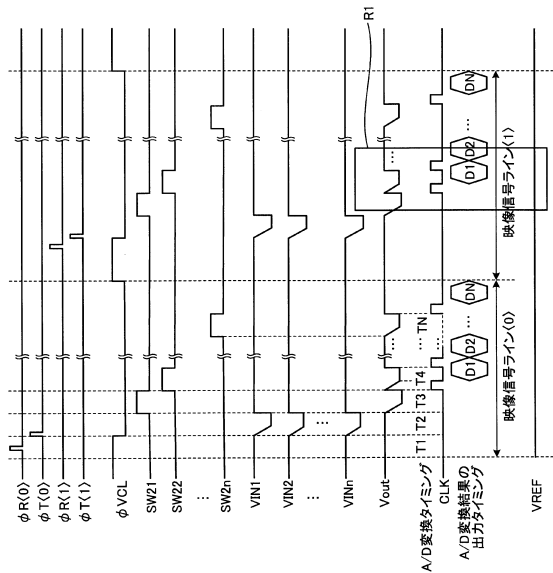 R1
φR⟨0⟩
φT⟨0⟩
φR⟨1⟩
φT⟨1⟩
φVCL
SW21
SW22
:
SW2n
VIN1
VIN2
:
VINn
Vout
A/D変換タイミング
CLK
A/D変換結果の
出力タイミング
VREF
...
T1 T2 T3 T4 ... TN
D1 D2 ... DN
映像信号ライン⟨0⟩
...
D1 D2 ... DN
映像信号ライン⟨1⟩